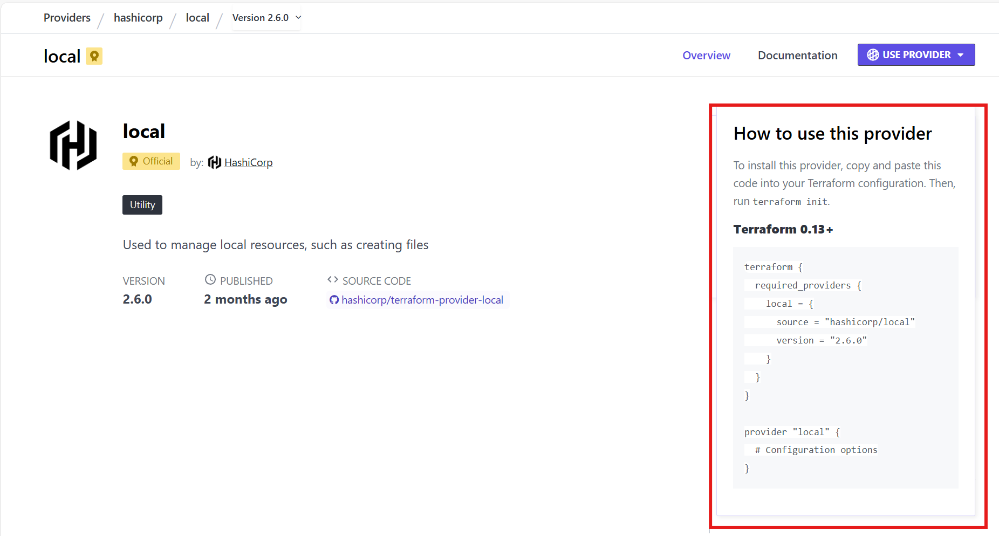 Providers / hashicorp / local / Version 2.6.0
local
Overview
Documentation
USE PROVIDER
local
Official
by: HashiCorp
Utility
Used to manage local resources, such as creating files
VERSION
2.6.0
PUBLISHED
2 months ago
SOURCE CODE
hashicorp/terraform-provider-local
How to use this provider
To install this provider, copy and paste this
code into your Terraform configuration. Then,
run terraform init.
Terraform 0.13+
terraform {
  required_providers {
    local = {
      source = "hashicorp/local"
      version = "2.6.0"
    }
  }
}

provider "local" {
  # Configuration options
}